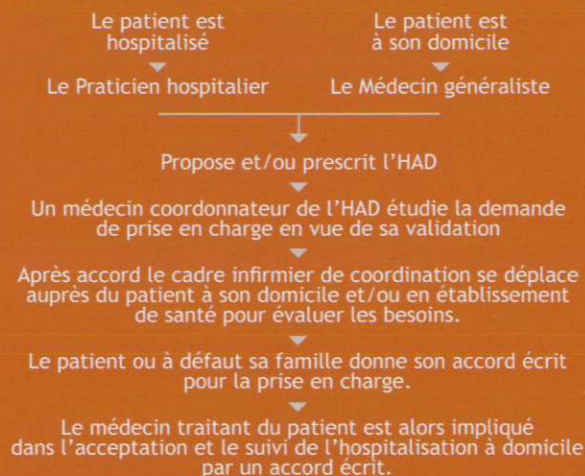 Le patient est
hospitalisé
Le patient est
à son domicile
Le Praticien hospitalier
Le Médecin généraliste
Propose et/ou prescrit l'HAD
Un médecin coordonnateur de l'HAD étudie la demande
de prise en charge en vue de sa validation
Après accord le cadre infirmier de coordination se déplace
auprès du patient à son domicile et/ou en établissement
de santé pour évaluer les besoins.
Le patient ou à défaut sa famille donne son accord écrit
pour la prise en charge.
Le médecin traitant du patient est alors impliqué
dans l'acceptation et le suivi de l'hospitalisation à domicile
par un accord écrit.